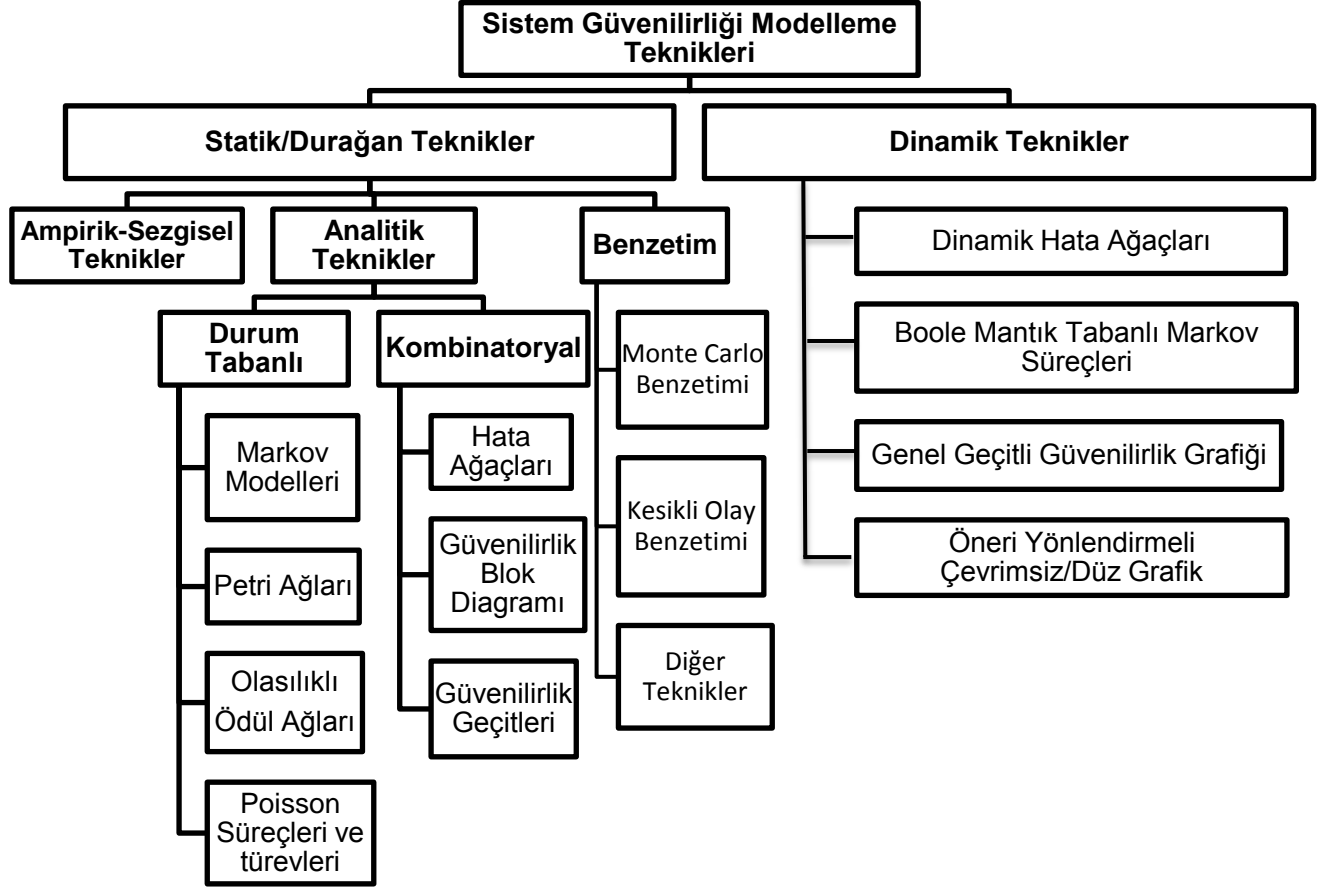 Sistem Güvenilirliği Modelleme
Teknikleri
Statik/Durağan Teknikler
Dinamik Teknikler
Ampirik-Sezgisel
Teknikler
Analitik
Teknikler
Benzetim
Durum
Tabanlı
Kombinatoryal
Markov
Modelleri
Petri Ağları
Olasılıklı
Ödül Ağları
Poisson
Süreçleri ve
türevleri
Hata
Ağaçları
Güvenilirlik
Blok
Diagramı
Güvenilirlik
Geçitleri
Monte Carlo
Benzetimi
Kesikli Olay
Benzetimi
Diğer
Teknikler
Dinamik Hata Ağaçları
Boole Mantık Tabanlı Markov
Süreçleri
Genel Geçitli Güvenilirlik Grafiği
Öneri Yönlendirmeli
Çevrimsiz/Düz Grafik